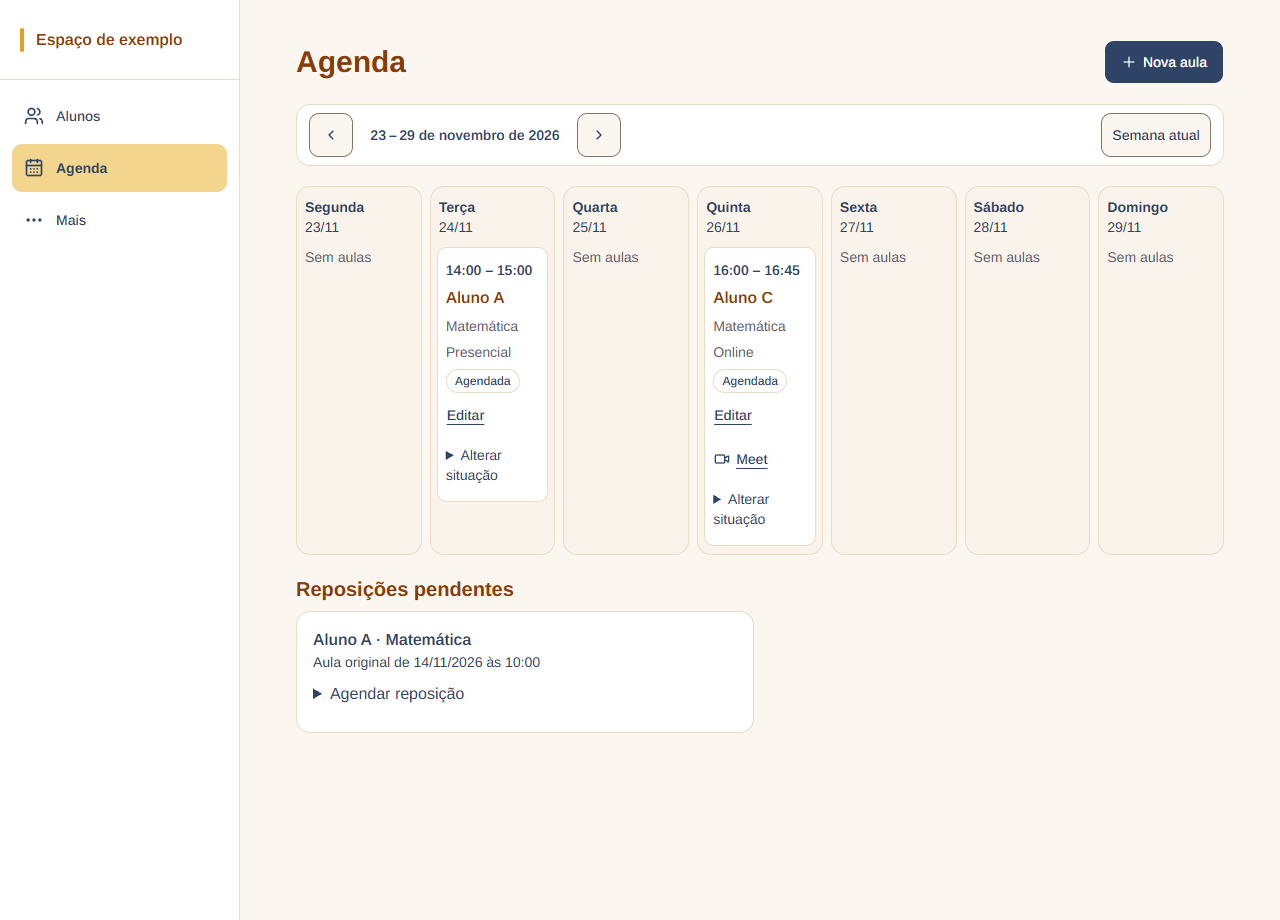 Espaço de exemplo
Alunos
Agenda
Mais
Agenda
Nova aula
23 – 29 de novembro de 2026
Semana atual
Segunda
23/11
Sem aulas
Terça
24/11
14:00 – 15:00
Aluno A
Matemática
Presencial
Agendada
Editar
Alterar
situação
Quarta
25/11
Sem aulas
Quinta
26/11
16:00 – 16:45
Aluno C
Matemática
Online
Agendada
Editar
Meet
Alterar
situação
Sexta
27/11
Sem aulas
Sábado
28/11
Sem aulas
Domingo
29/11
Sem aulas
Reposições pendentes
Aluno A · Matemática
Aula original de 14/11/2026 às 10:00
Agendar reposição